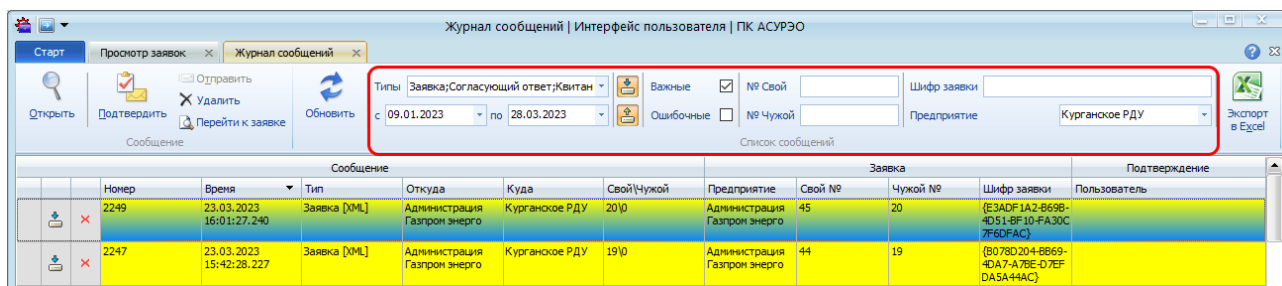 Журнал сообщений | Интерфейс пользователя | ПК АСУРЭО
Старт Просмотр заявок Журнал сообщений
Открыть
Подтвердить
Отправить
Удалить
Перейти к заявке
Сообщение
Обновить
Типы Заявка;Согласующий ответ;Квитан Важные № Свой Шифр заявки
с 09.01.2023 по 28.03.2023 Ошибочные № Чужой Предприятие Курганское РДУ
Список сообщений
Экспорт
в Excel
Сообщение Заявка Подтверждение
Номер Время Тип Откуда Куда Свой\Чужой Предприятие Свой № Чужой № Шифр заявки Пользователь
2249 23.03.2023 Заявка [XML] Администрация Курганское РДУ 20\0 Администрация 45 20 {E3ADF1A2-B69B-
16:01:27.240 Газпром энерго Газпром энерго 4D51-BF10-FA30C
7F6DFAC}
2247 23.03.2023 Заявка [XML] Администрация Курганское РДУ 19\0 Администрация 44 19 {B078D204-BB69-
15:42:28.227 Газпром энерго Газпром энерго 4DA7-A7BE-D7EF
DA5A44AC}